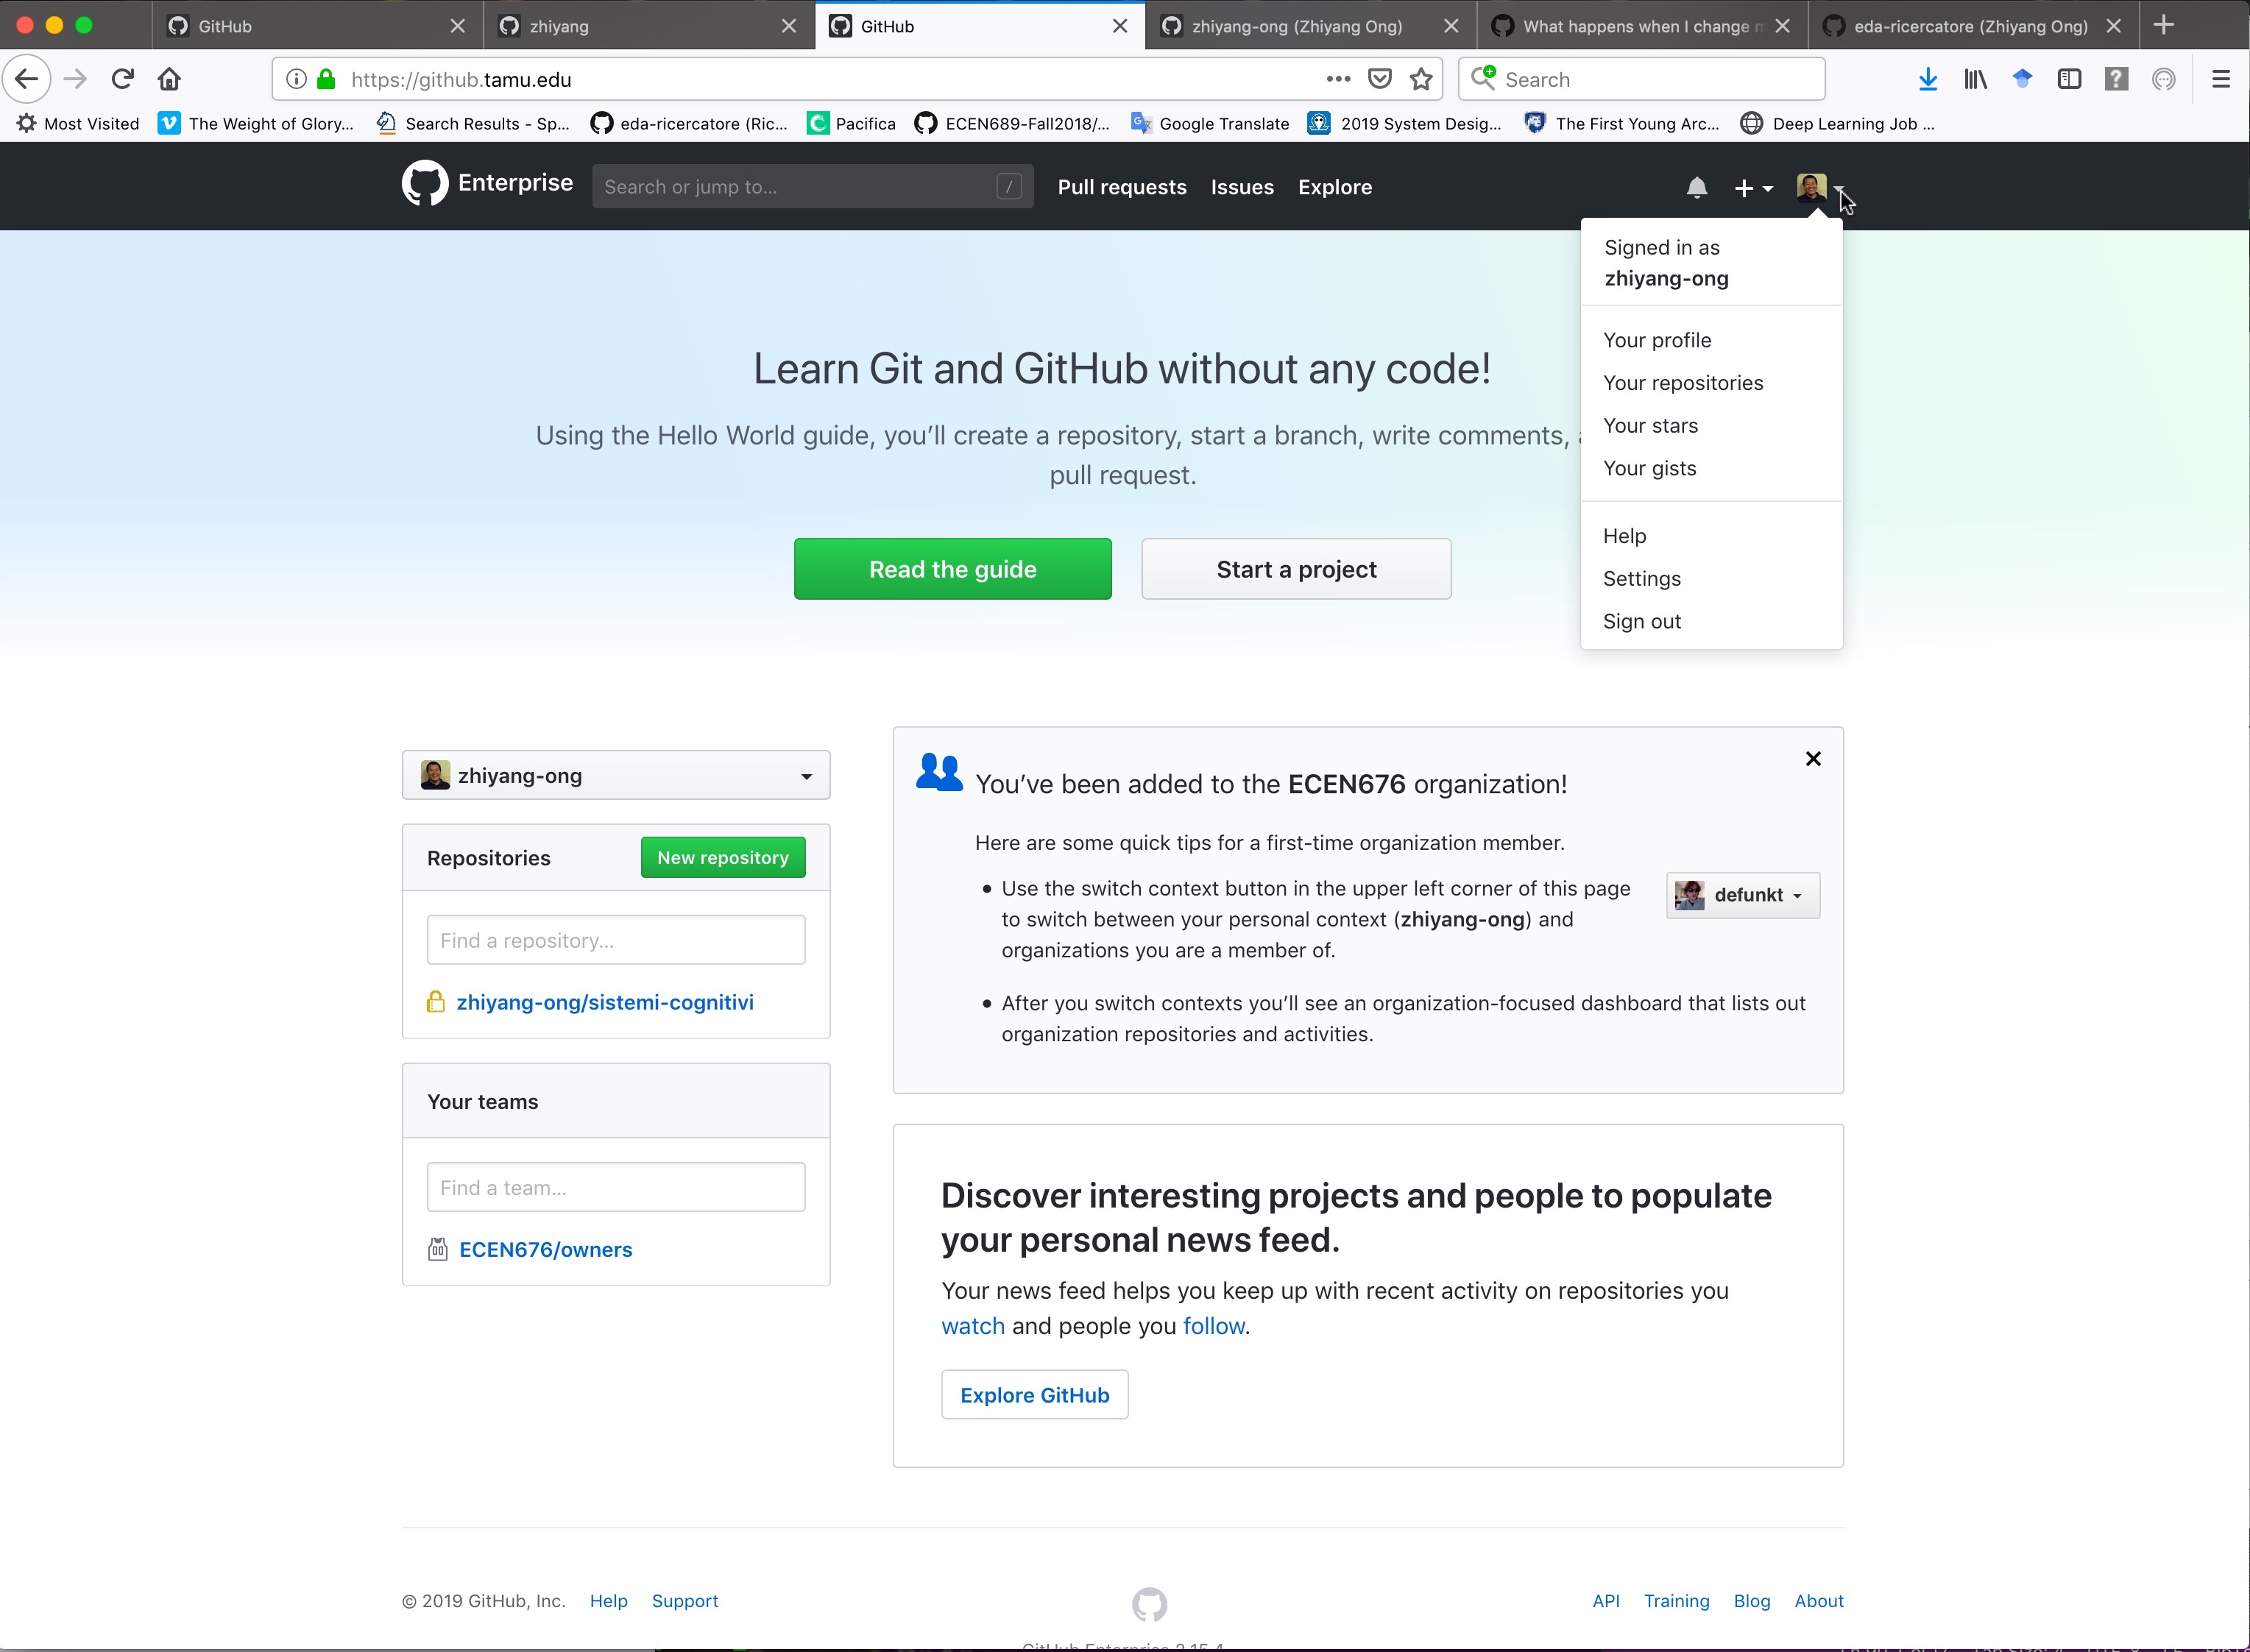 GitHub
zhiyang
GitHub
zhiyang-ong (Zhiyang Ong)
What happens when I change
eda-ricercatore (Zhiyang Ong)
https://github.tamu.edu
Search
Most Visited
The Weight of Glory...
Search Results - Sp...
eda-ricercatore (Ric...
Pacifica
ECEN689-Fall2018/...
Google Translate
2019 System Desig...
The First Young Arc...
Deep Learning Job ...
Enterprise
Search or jump to...
/
Pull requests
Issues
Explore
Signed in as
zhiyang-ong
Your profile
Your repositories
Your stars
Your gists
Help
Settings
Sign out
Learn Git and GitHub without any code!
Using the Hello World guide, you’ll create a repository, start a branch, write comments,
pull request.
Read the guide
Start a project
zhiyang-ong
Repositories
New repository
Find a repository...
zhiyang-ong/sistemi-cognitivi
Your teams
Find a team...
ECEN676/owners
You’ve been added to the ECEN676 organization!
Here are some quick tips for a first-time organization member.
• Use the switch context button in the upper left corner of this page
to switch between your personal context (zhiyang-ong) and
organizations you are a member of.
defunkt
• After you switch contexts you’ll see an organization-focused dashboard that lists out
organization repositories and activities.
Discover interesting projects and people to populate
your personal news feed.
Your news feed helps you keep up with recent activity on repositories you
watch and people you follow.
Explore GitHub
© 2019 GitHub, Inc.
Help
Support
API
Training
Blog
About
GitHub Enterprise 2.15.4